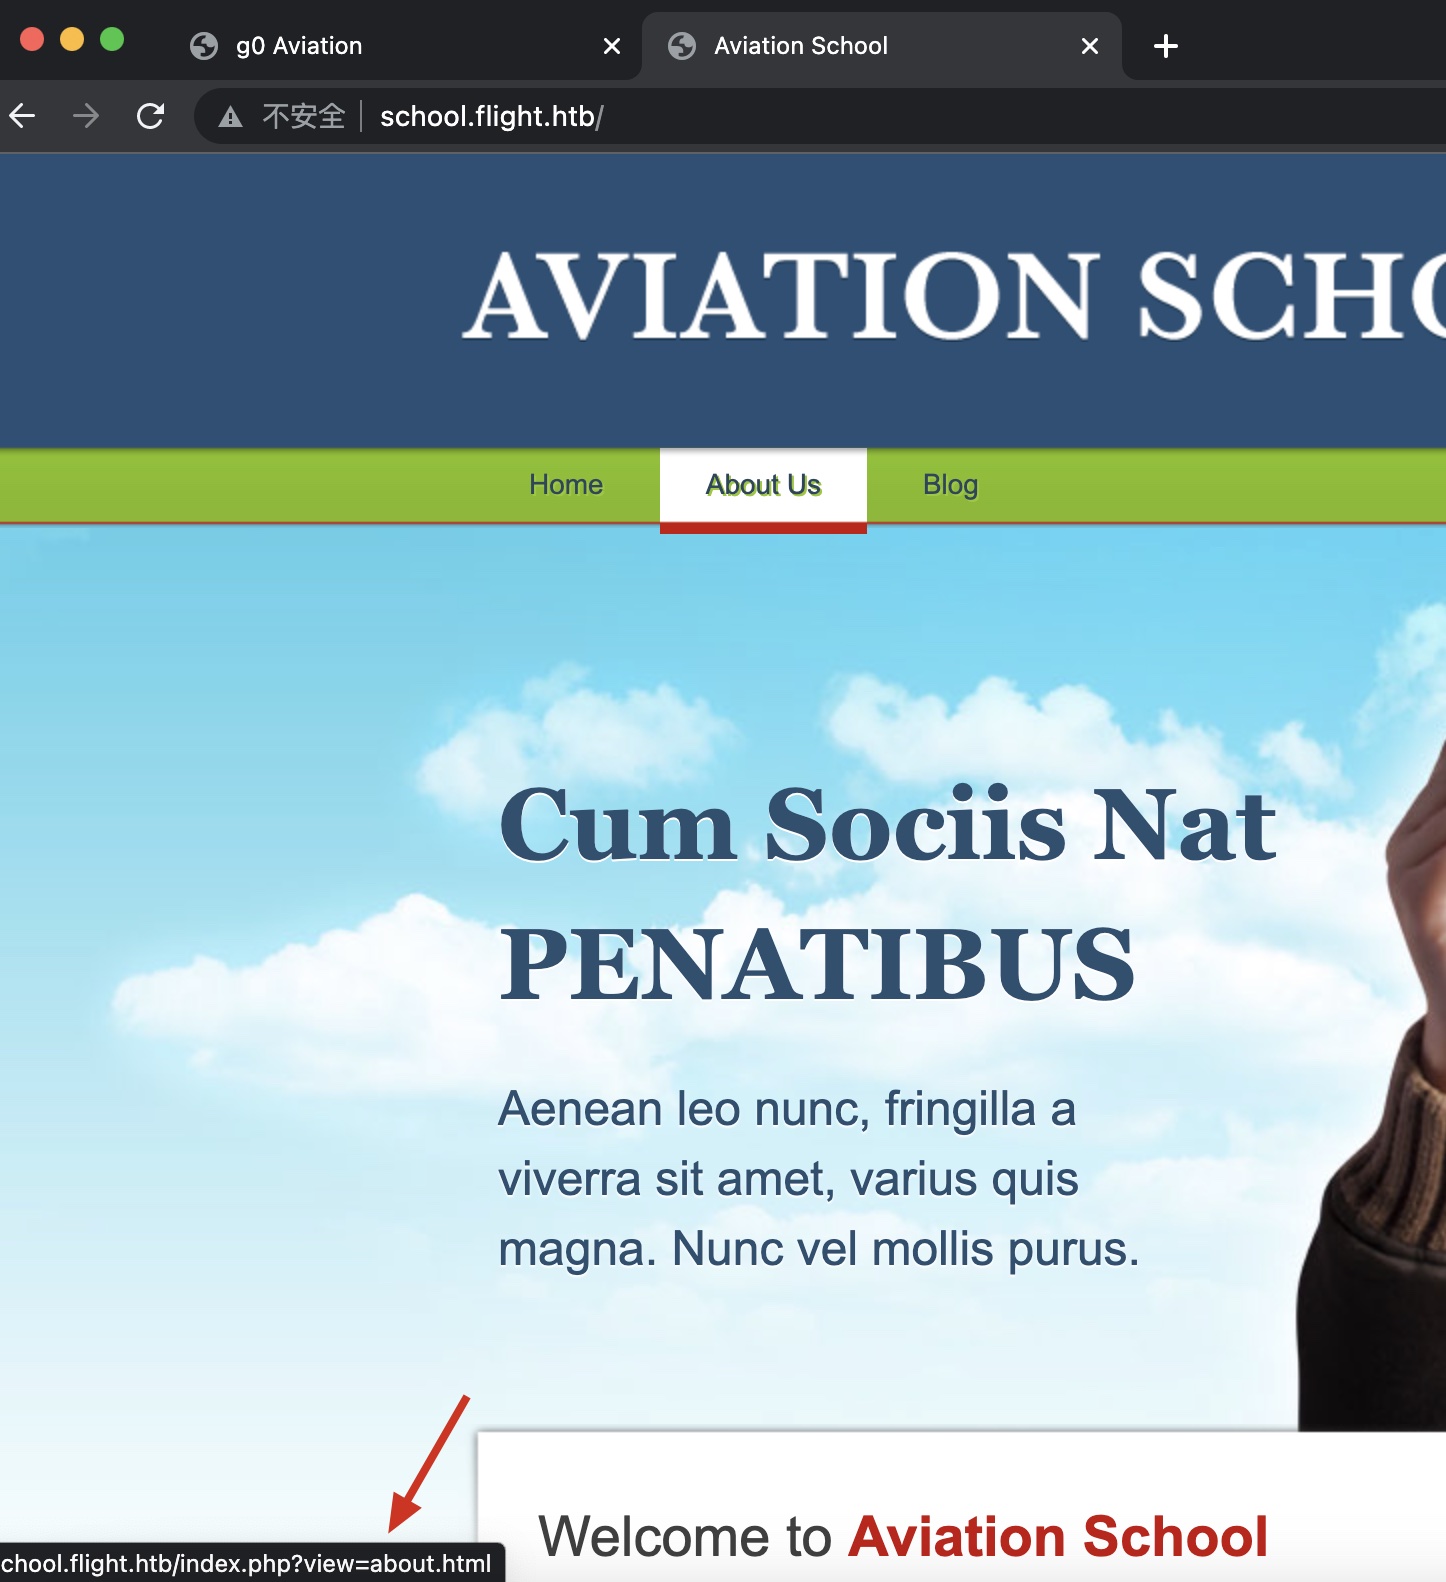 g0 Aviation
Aviation School
不安全
school.flight.htb/
AVIATION SCHO
Home
About Us
Blog
Cum Sociis Nat
PENATIBUS
Aenean leo nunc, fringilla a
viverra sit amet, varius quis
magna. Nunc vel mollis purus.
Welcome to Aviation School
chool.flight.htb/index.php?view=about.html